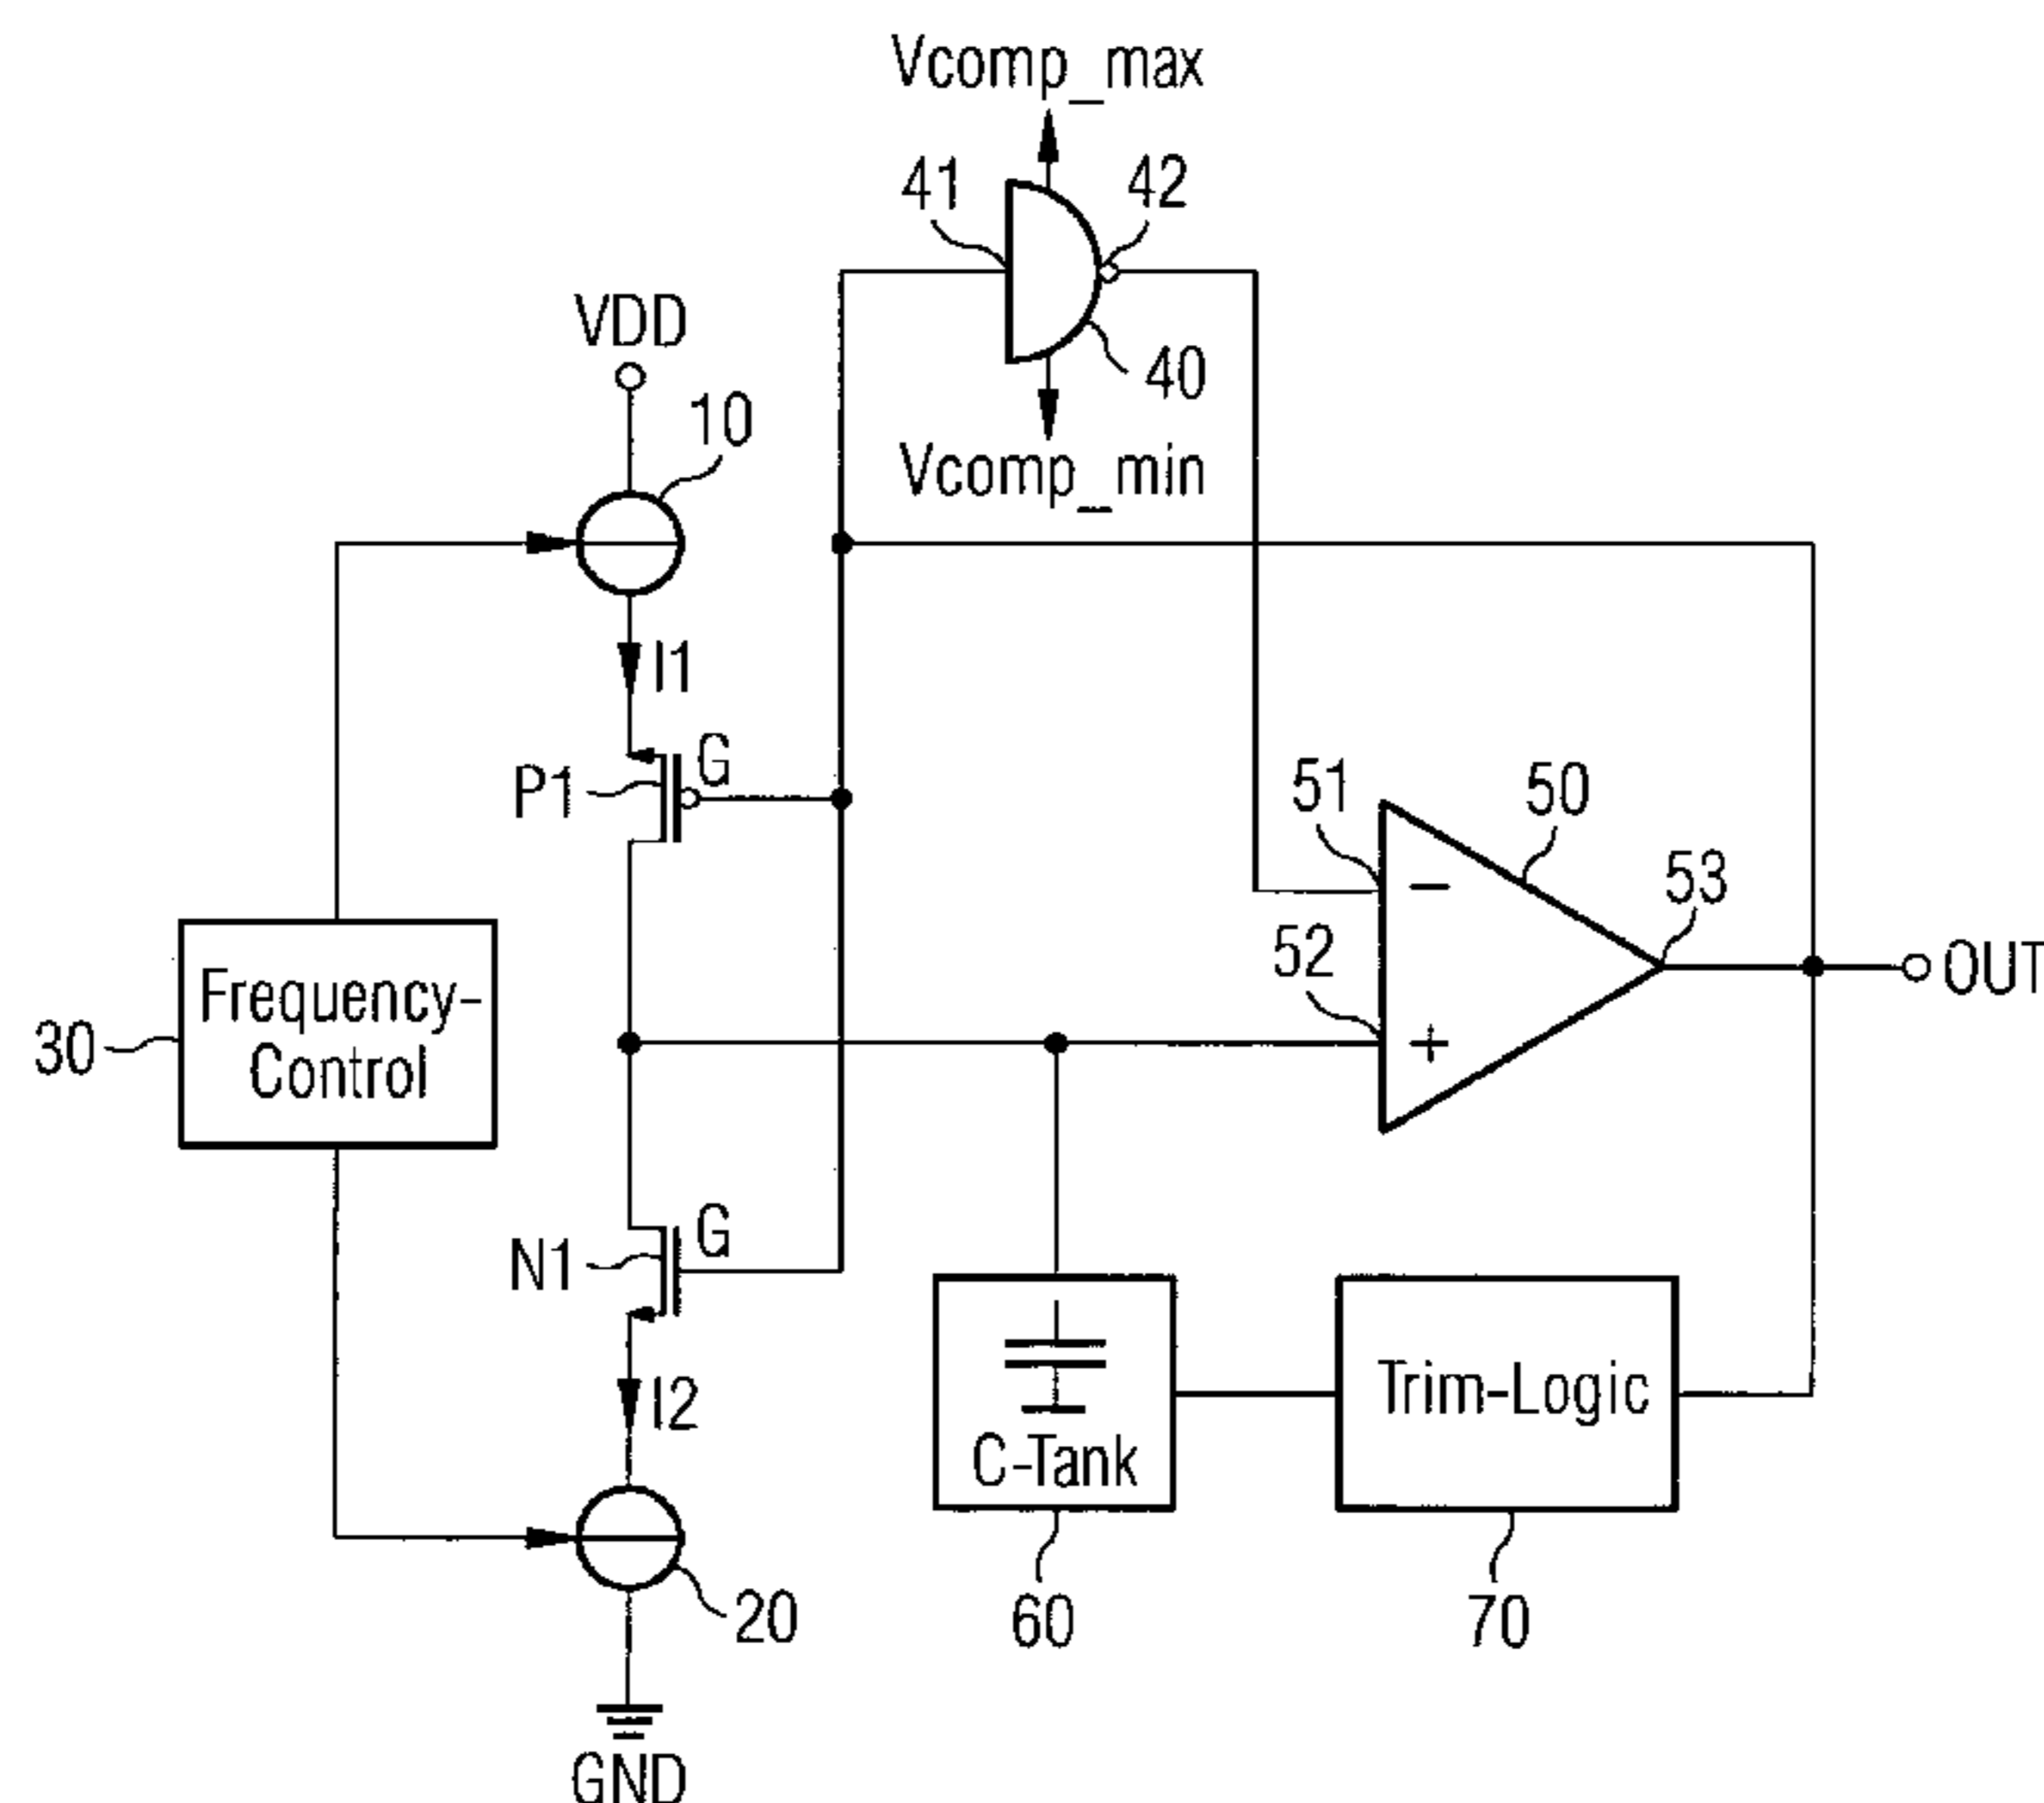 Vcomp_max
41
42
40
Vcomp_min
VDD
10
I1
P1
G
51
50
53
52
OUT
30
Frequency-
Control
+
−
N1
G
I2
C-Tank
Trim-Logic
20
60
70
GND